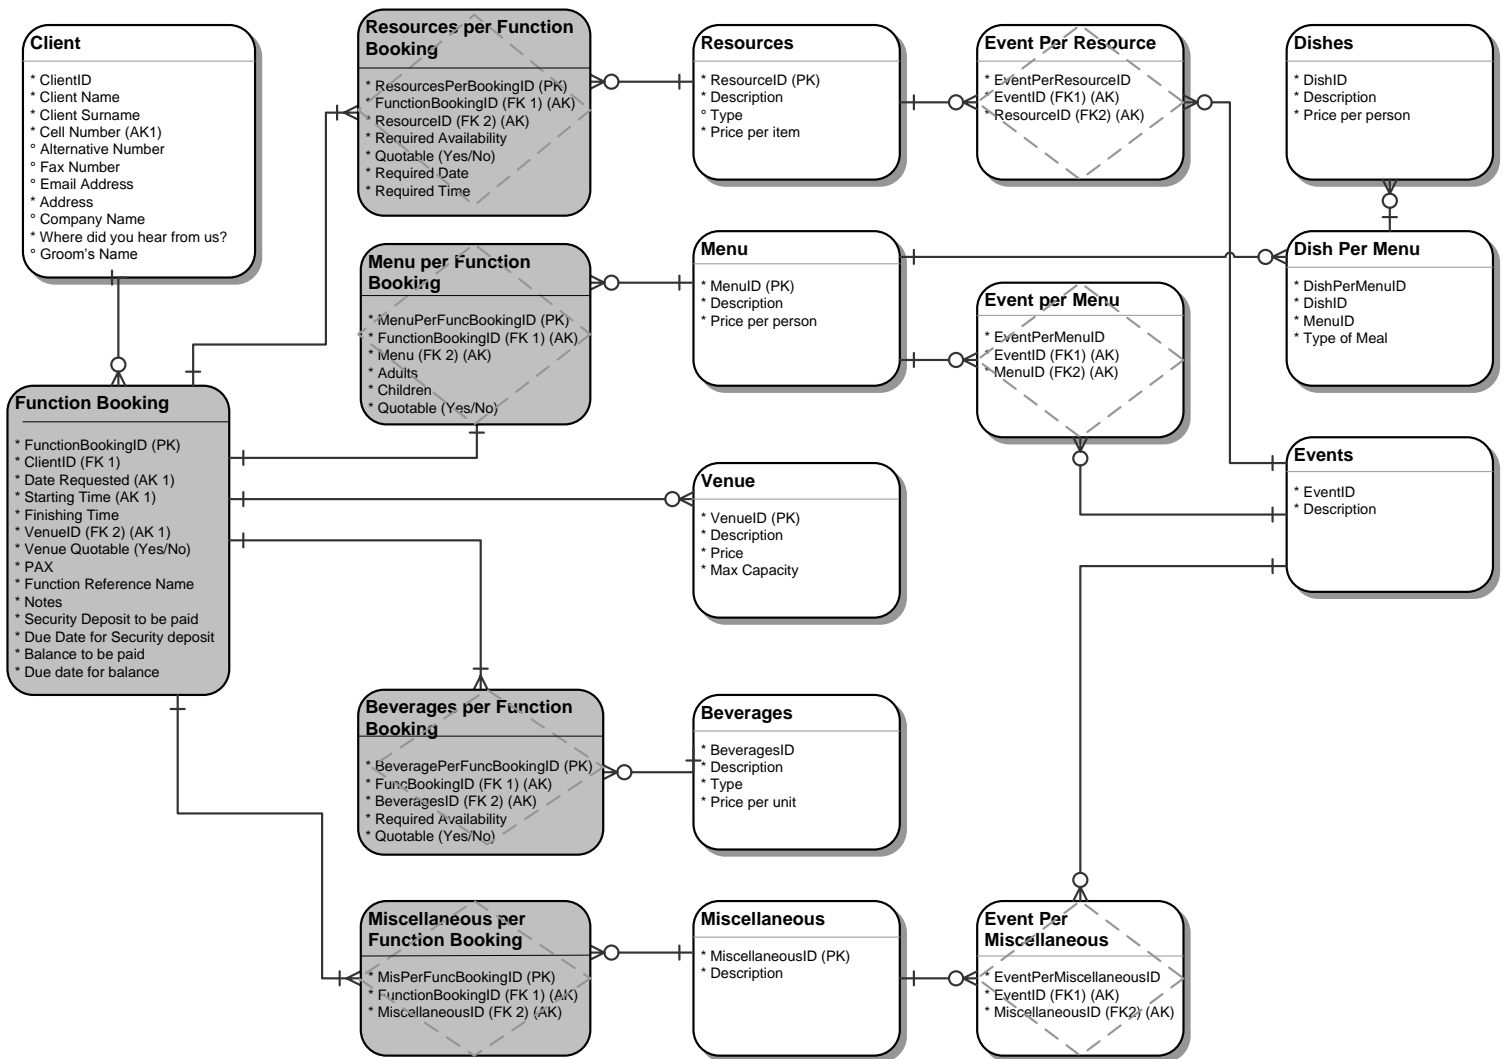 Client
* ClientID
* Client Name
* Client Surname
* Cell Number (AK1)
° Alternative Number
° Fax Number
° Email Address
* Address
° Company Name
* Where did you hear from us?
° Groom's Name
Resources per Function
Booking
* ResourcesPerBookingID (PK)
* FunctionBookingID (FK 1) (AK)
* ResourceID (FK 2) (AK)
* Required Availability
* Quotable (Yes/No)
* Required Date
* Required Time
Resources
* ResourceID (PK)
* Description
° Type
* Price per item
Event Per Resource
* EventPerResourceID
* EventID (FK1) (AK)
* ResourceID (FK2) (AK)
Dishes
* DishID
* Description
* Price per person
Menu per Function
Booking
* MenuPerFuncBookingID (PK)
* FunctionBookingID (FK 1) (AK)
* Menu (FK 2) (AK)
* Adults
* Children
* Quotable (Yes/No)
Menu
* MenuID (PK)
* Description
* Price per person
Event per Menu
* EventPerMenuID
* EventID (FK1) (AK)
* MenuID (FK2) (AK)
Dish Per Menu
* DishPerMenuID
* DishID
* MenuID
* Type of Meal
Function Booking
* FunctionBookingID (PK)
* ClientID (FK 1)
* Date Requested (AK 1)
* Starting Time (AK 1)
* Finishing Time
* VenueID (FK 2) (AK 1)
* Venue Quotable (Yes/No)
* PAX
* Function Reference Name
* Notes
* Security Deposit to be paid
* Due Date for Security deposit
* Balance to be paid
* Due date for balance
Venue
* VenueID (PK)
* Description
* Price
* Max Capacity
Events
* EventID
* Description
Beverages per Function
Booking
* BeveragePerFuncBookingID (PK)
* FuncBookingID (FK 1) (AK)
* BeveragesID (FK 2) (AK)
* Required Availability
* Quotable (Yes/No)
Beverages
* BeveragesID
* Description
* Type
* Price per unit
Miscellaneous per
Function Booking
* MisPerFuncBookingID (PK)
* FunctionBookingID (FK 1) (AK)
* MiscellaneousID (FK 2) (AK)
Miscellaneous
* MiscellaneousID (PK)
* Description
Event Per
Miscellaneous
* EventPerMiscellaneousID
* EventID (FK1) (AK)
* MiscellaneousID (FK2) (AK)